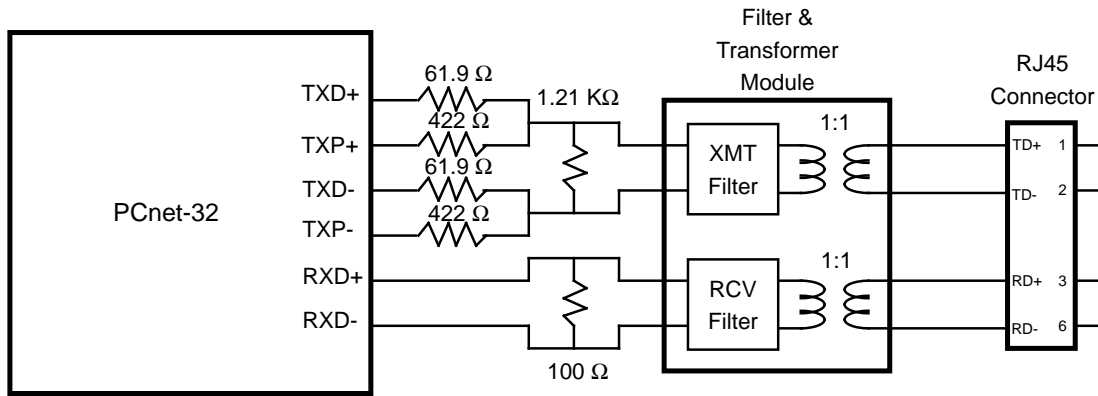 Filter &
Transformer
Module
RJ45
Connector
PCnet-32
TXD+
TXP+
TXD-
TXP-
RXD+
RXD-
61.9 Ω
422 Ω
61.9 Ω
422 Ω
1.21 KΩ
100 Ω
XMT
Filter
1:1
RCV
Filter
1:1
TD+ 1
TD- 2
RD+ 3
RD- 6